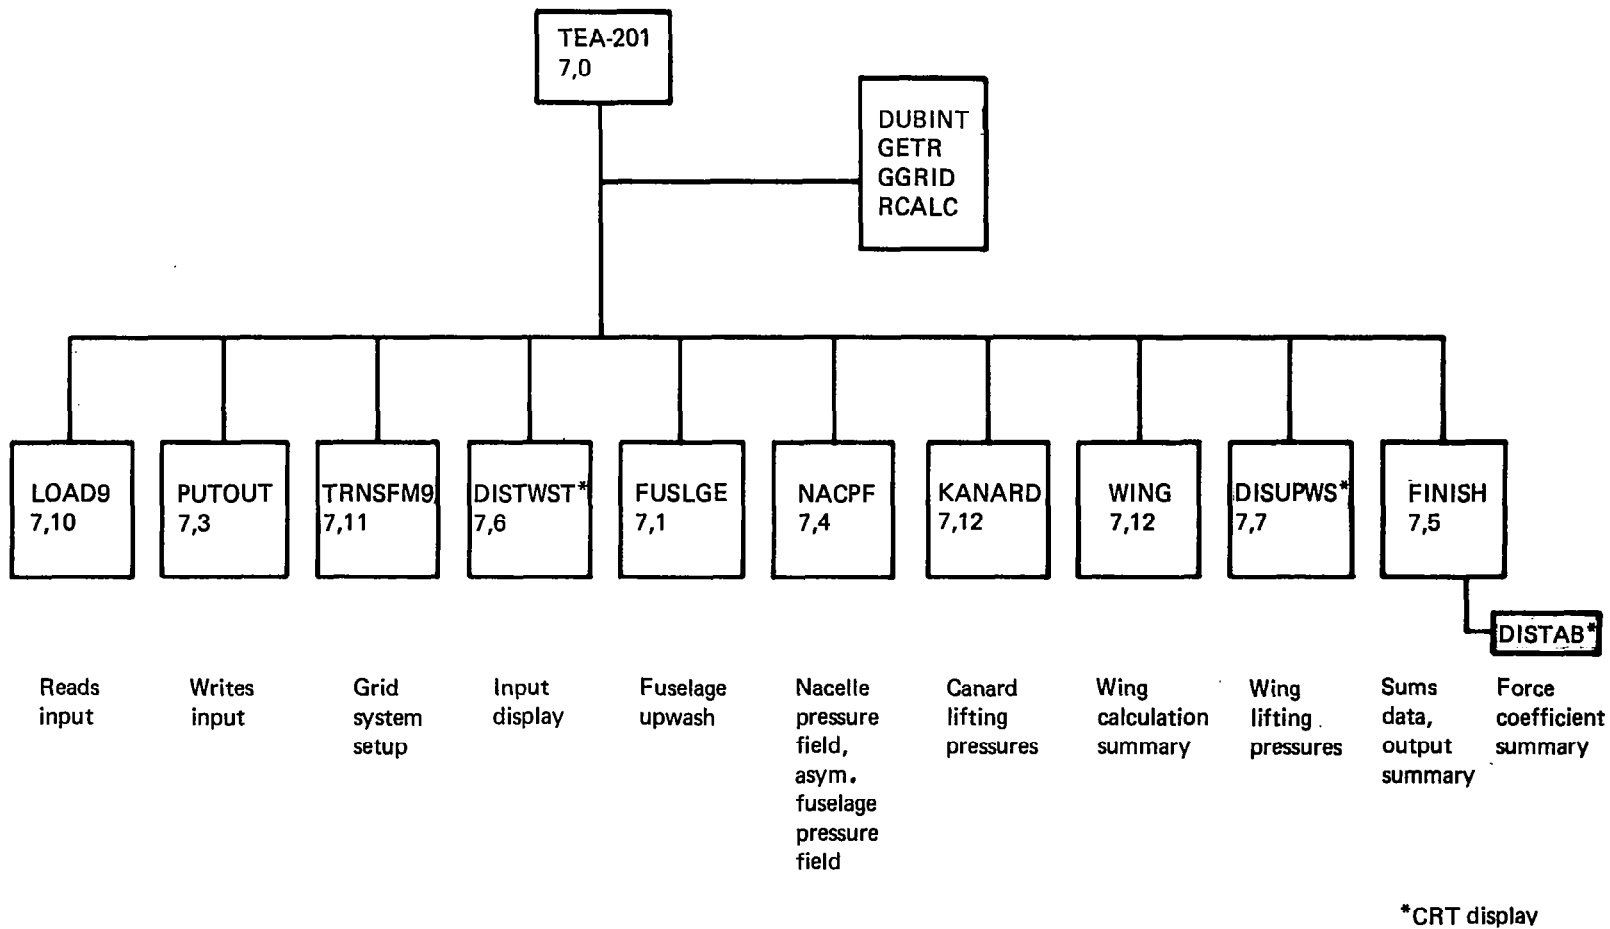 TEA-201
7,0
DUBINT
GETR
GGRID
RCALC
LOAD9
7,10
PUTOUT
7,3
TRNSFM9
7,11
DISTWST*
7,6
FUSLGE
7,1
NACPF
7,4
KANARD
7,12
WING
7,12
DISUPWS*
7,7
FINISH
7,5
DISTAB*
Reads
input
Writes
input
Grid
system
setup
Input
display
Fuselage
upwash
Nacelle
pressure
field,
asym.
fuselage
pressure
field
Canard
lifting
pressures
Wing
calculation
summary
Wing
lifting
pressures
Sums
data,
output
summary
Force
coefficient
summary
*CRT display